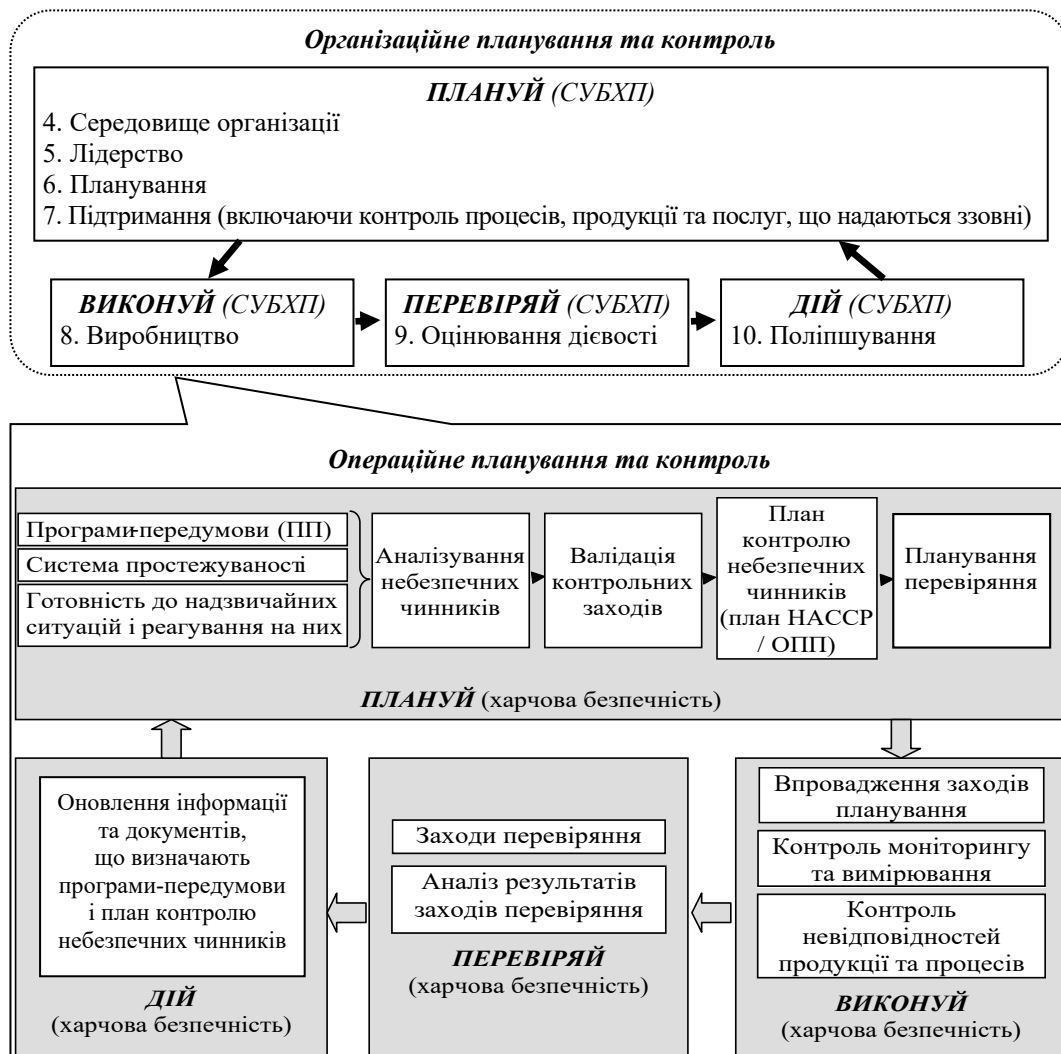 Організаційне планування та контроль
ПЛАНУЙ (СУБХП)
4. Середовище організації
5. Лідерство
6. Планування
7. Підтримання (включаючи контроль процесів, продукції та послуг, що надаються ззовні)
ВИКОНУЙ (СУБХП)
8. Виробництво
ПЕРЕВІРЯЙ (СУБХП)
9. Оцінювання дієвості
ДІЙ (СУБХП)
10. Поліпшування
Операційне планування та контроль
Програми-передумови (ПП)
Система простежуваності
Готовність до надзвичайних
ситуацій і реагування на них
Аналізування
небезпечних
чинників
Валідація
контрольних
заходів
План
контролю
небезпечних
чинників
(план НАССР
/ ОПП)
Планування
перевіряння
ПЛАНУЙ (харчова безпечність)
Оновлення інформації
та документів,
що визначають
програми-передумови
і план контролю
небезпечних чинників
ДІЙ
(харчова безпечність)
Заходи перевіряння
Аналіз результатів
заходів перевіряння
ПЕРЕВІРЯЙ
(харчова безпечність)
Впровадження заходів
планування
Контроль моніторингу
та вимірювання
Контроль
невідповідностей
продукції та процесів
ВИКОНУЙ
(харчова безпечність)